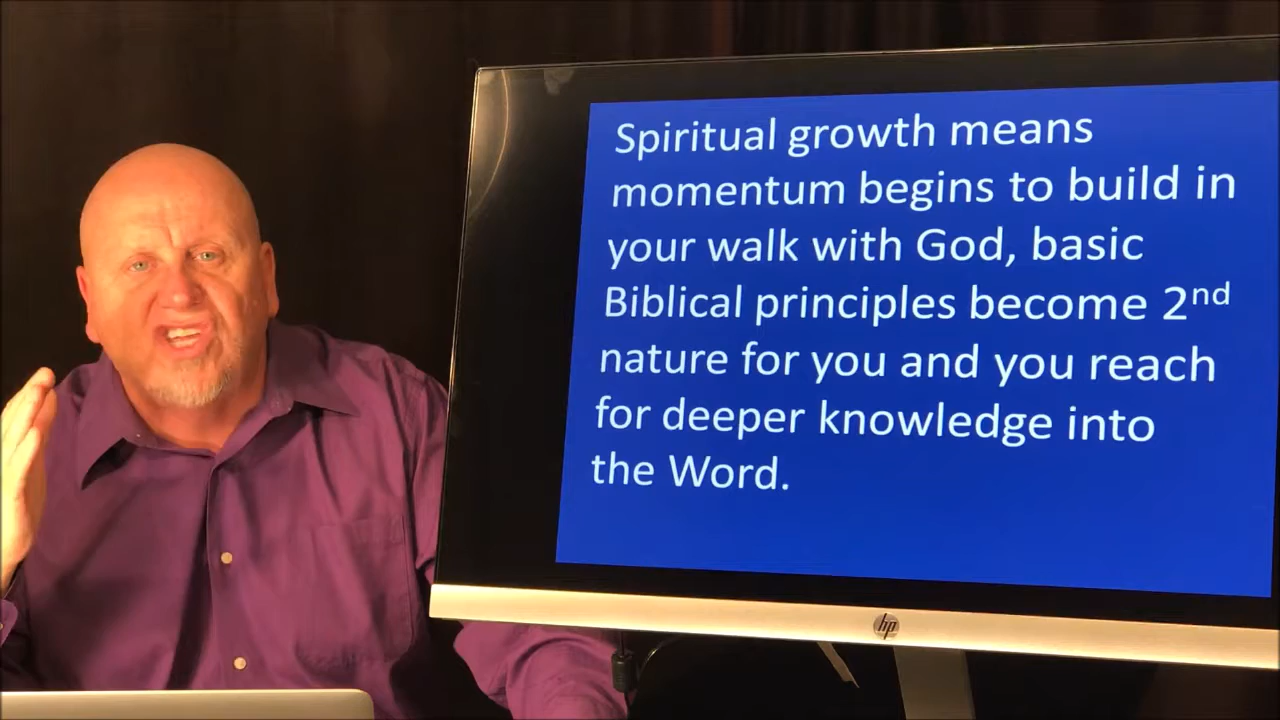 Spiritual growth means
momentum begins to build in
your walk with God, basic
Biblical principles become 2nd
nature for you and you reach
for deeper knowledge into
the Word.
hp